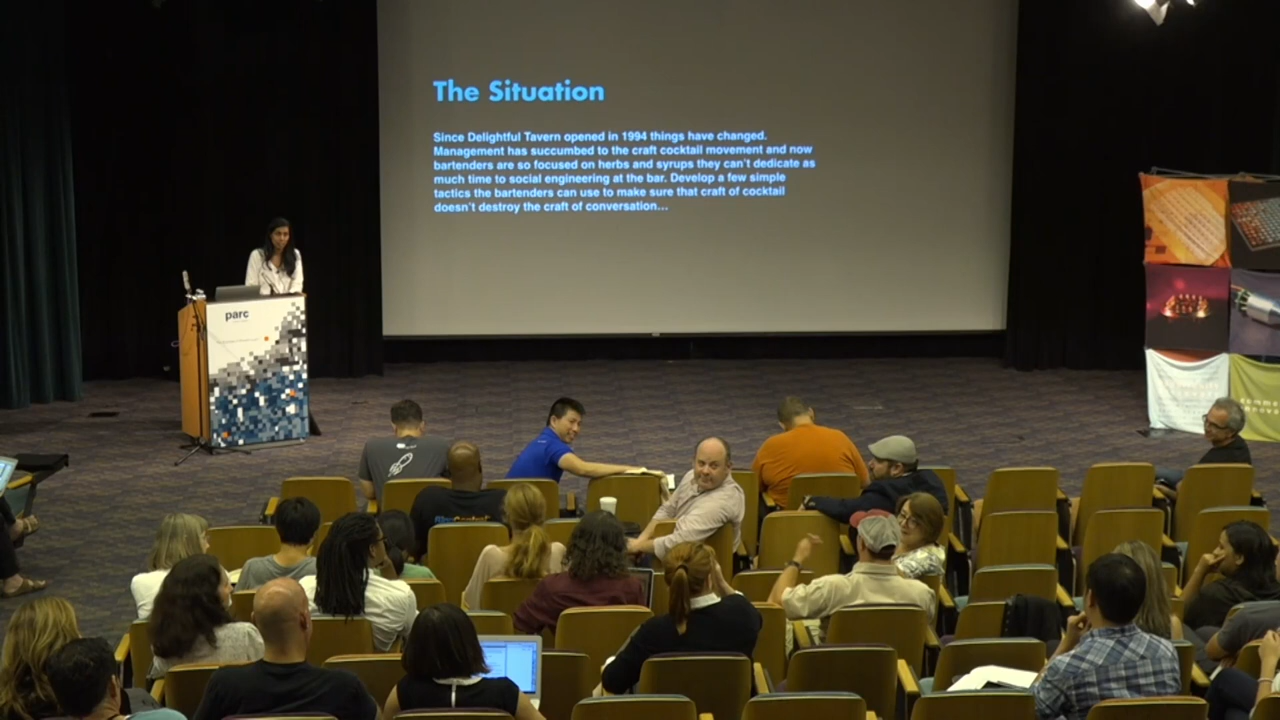 The Situation
Since Delightful Tavern opened in 1994 things have changed.
Management has succumbed to the craft cocktail movement and now
bartenders are so focused on herbs and syrups they can't dedicate as
much time to social engineering at the bar. Develop a few simple
tactics the bartenders can use to make sure that craft of cocktail
doesn't destroy the craft of conversation...
parc